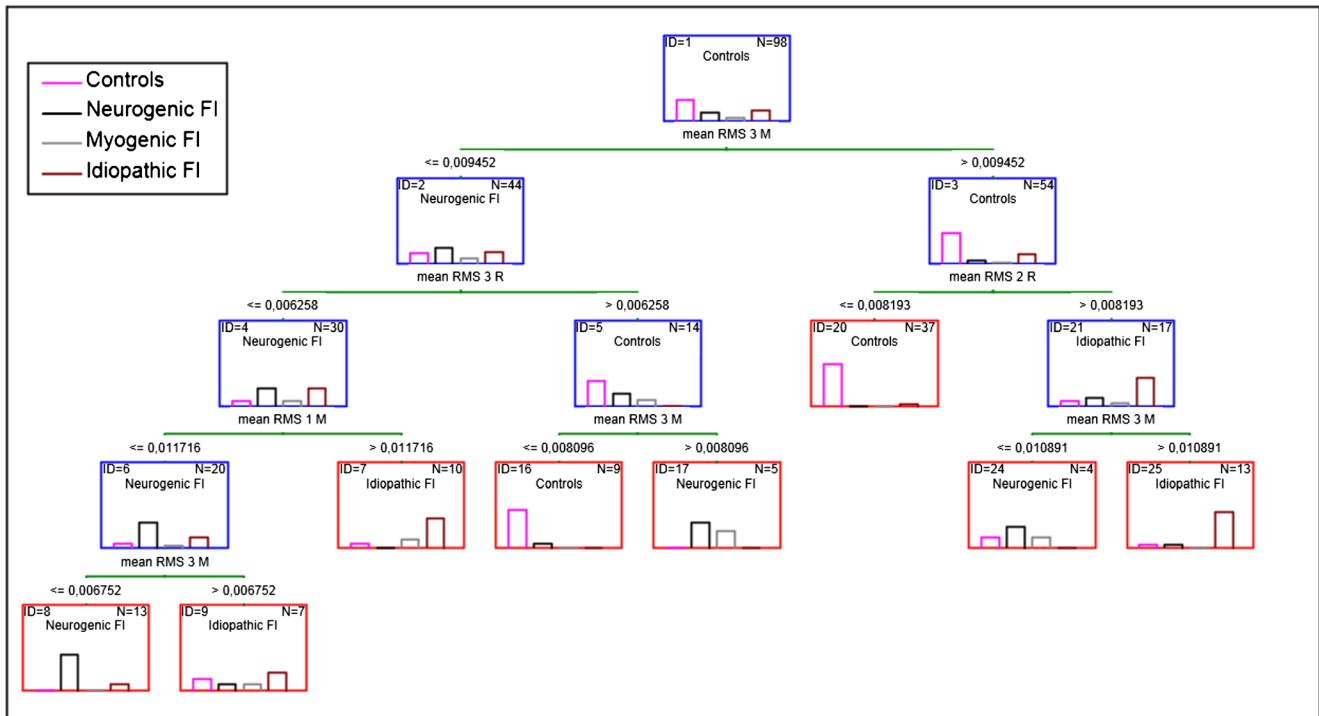 ID=1 N=98
Controls
mean RMS 3 M
Controls
Neurogenic FI
Myogenic FI
Idiopathic FI
<= 0,009452 > 0,009452
ID=2 N=44 ID=3 N=54
Neurogenic FI Controls
mean RMS 3 R mean RMS 2 R
<= 0,006258 > 0,006258 <= 0,008193 > 0,008193
ID=4 N=30 ID=5 N=14 ID=20 N=37 ID=21 N=17
Neurogenic FI Controls Controls Idiopathic FI
mean RMS 1 M mean RMS 3 M mean RMS 3 M
<= 0,011716 > 0,011716 <= 0,008096 > 0,008096 <= 0,010891 > 0,010891
ID=6 N=20 ID=7 N=10 ID=16 N=9 ID=17 N=5 ID=24 N=4 ID=25 N=13
Neurogenic FI Idiopathic FI Controls Neurogenic FI Neurogenic FI Idiopathic FI
mean RMS 3 M
<= 0,006752 > 0,006752
ID=8 N=13 ID=9 N=7
Neurogenic FI Idiopathic FI